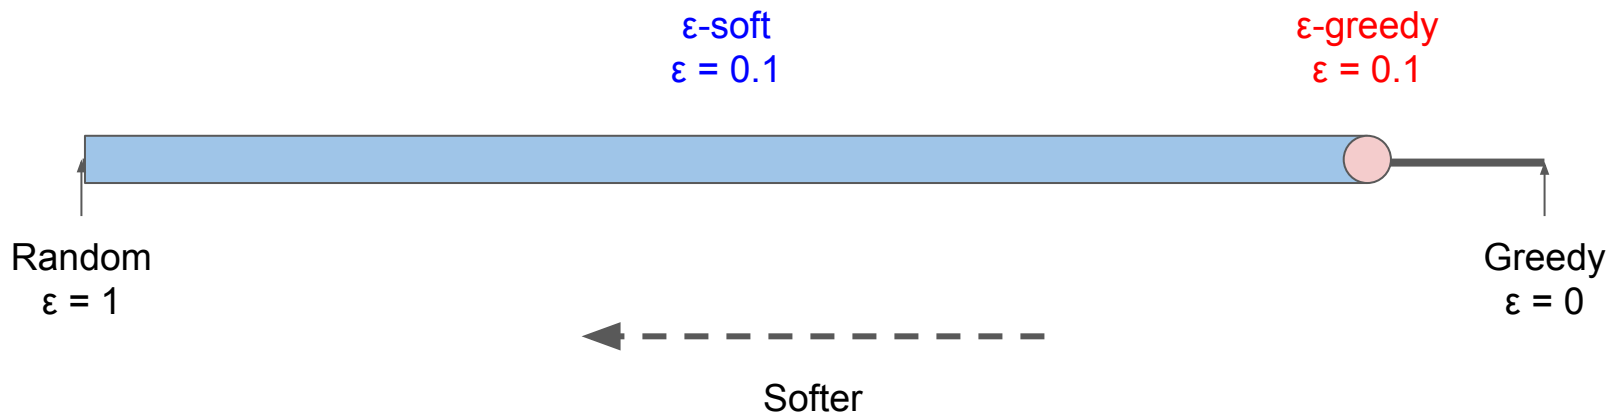 ε-soft
ε = 0.1
ε-greedy
ε = 0.1
Random
ε = 1
Greedy
ε = 0
Softer